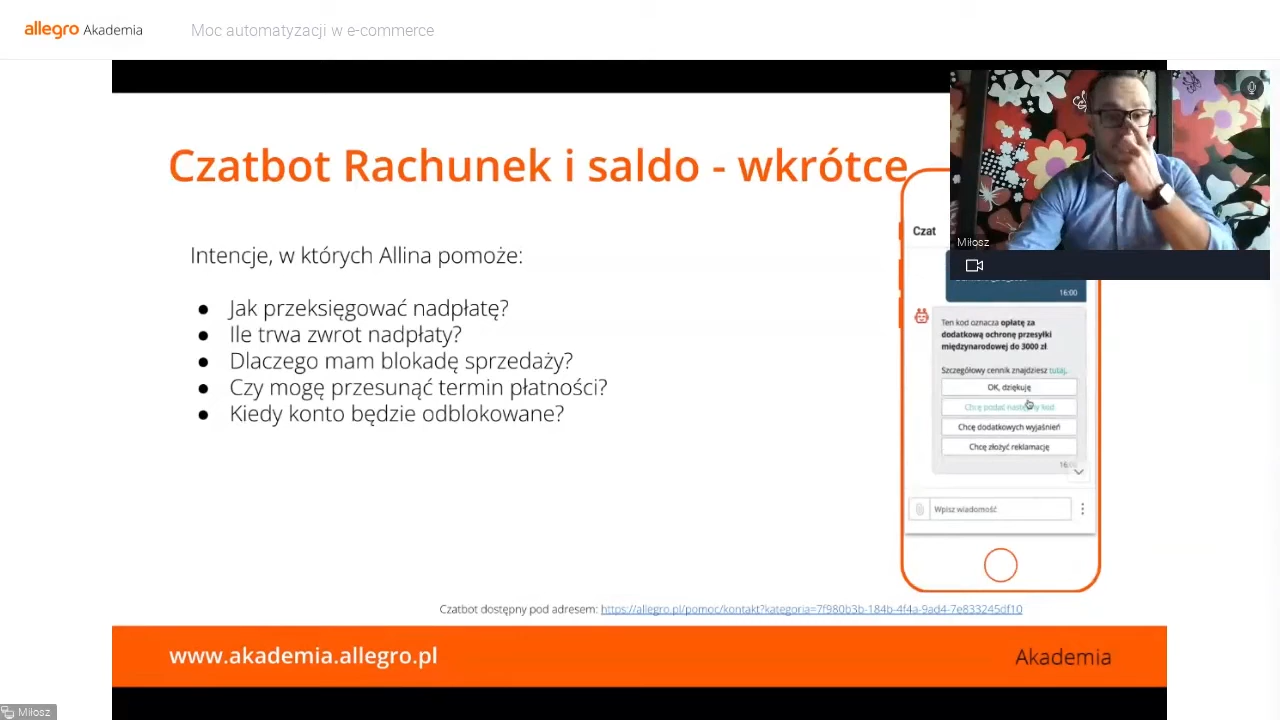 allegro Akademia
Moc automatyzacji w e-commerce
Czatbot Rachunek i saldo - wkrótce
Intencje, w których Allina pomoże:
● Jak przeksięgować nadpłatę?
● Ile trwa zwrot nadpłaty?
● Dlaczego mam blokadę sprzedaży?
● Czy mogę przesunąć termin płatności?
● Kiedy konto będzie odblokowane?
Miłosz
Czat
16:00
Ten kod oznacza opłatę za
dodatkową ochronę przesyłki
międzynarodowej do 3000 zł
Szczegółowy cennik znajdziesz tutaj.
OK, dziękuję
Chcę podać następny kod
Chcę dodatkowych wyjaśnień
Chcę złożyć reklamację
Wpisz wiadomość
Czatbot dostępny pod adresem: https://allegro.pl/pomoc/kontakt?kategoria=7f980b3b-184b-4f4a-9ad4-7e833245df10
www.akademia.allegro.pl
Akademia
Miłosz